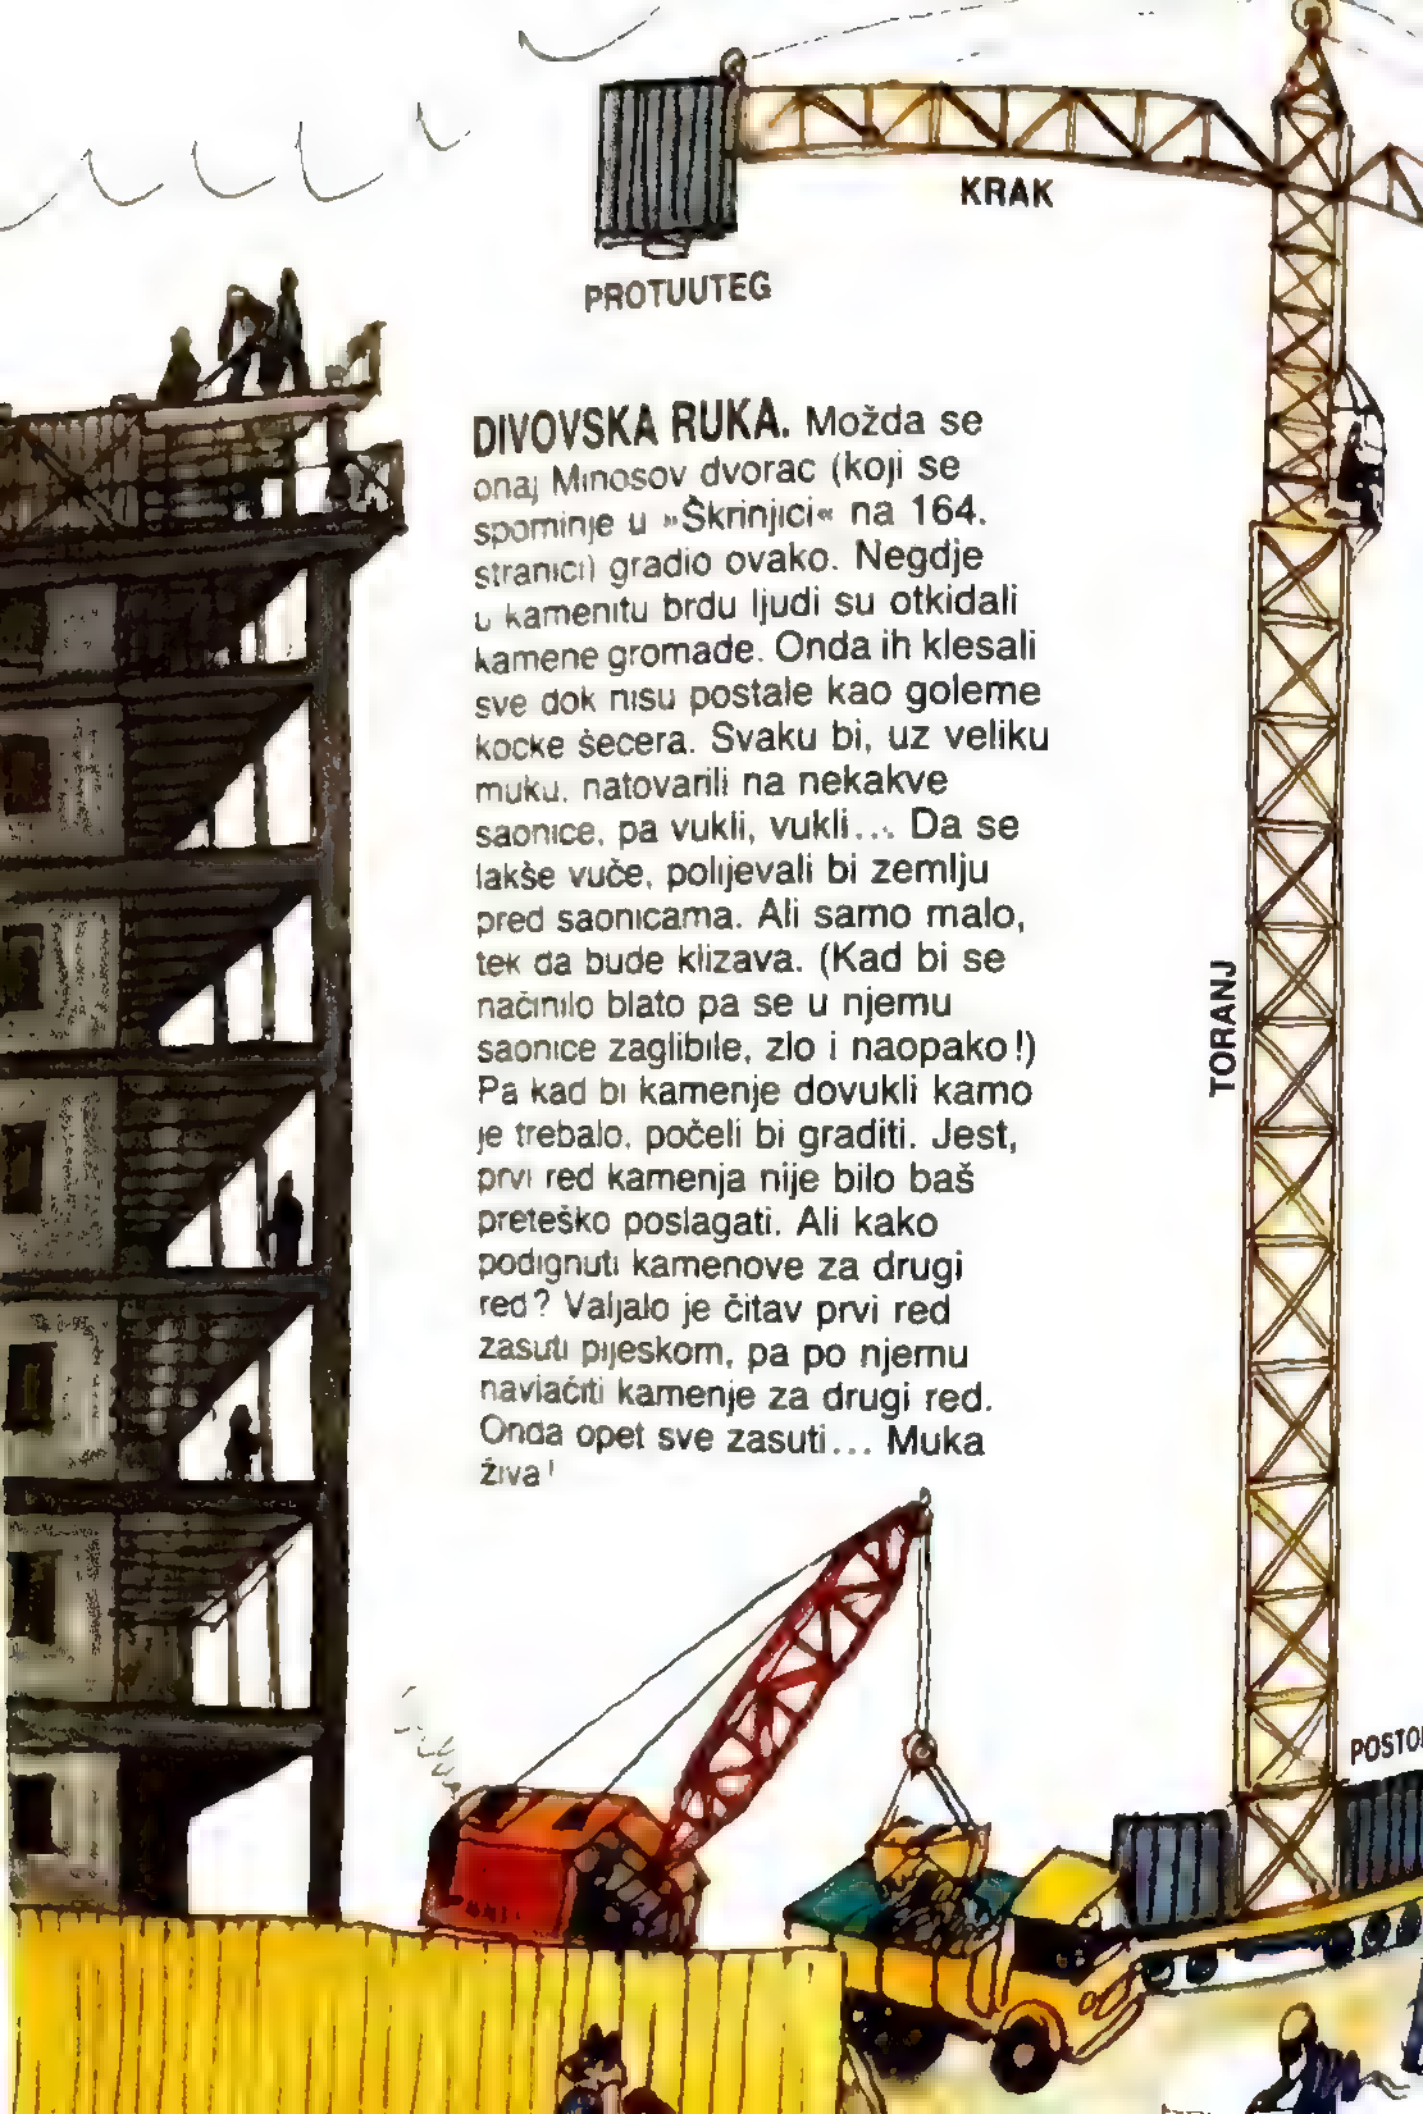 KRAK
PROTUUTEG
DIVOVSKA RUKA. Možda se
onaj Minosov dvorac (koji se
spominje u »Škrinjici« na 164.
stranici) gradio ovako. Negdje
u kamenitu brdu ljudi su otkidali
kamene gromade. Onda ih klesali
sve dok nisu postale kao goleme
kocke šećera. Svaku bi, uz veliku
muku, natovarili na nekakve
saonice, pa vukli, vukli... Da se
lakše vuče, polijevali bi zemlju
pred saonicama. Ali samo malo,
tek da bude klizava. (Kad bi se
načinilo blato pa se u njemu
saonice zaglibile, zlo i naopako!)
Pa kad bi kamenje dovukli kamo
je trebalo, počeli bi graditi. Jest,
prvi red kamenja nije bilo baš
preteško poslagati. Ali kako
podignuti kamenove za drugi
red? Valjalo je čitav prvi red
zasuti pijeskom, pa po njemu
navlačiti kamenje za drugi red.
Onda opet sve zasuti... Muka
živa!
TORANJ